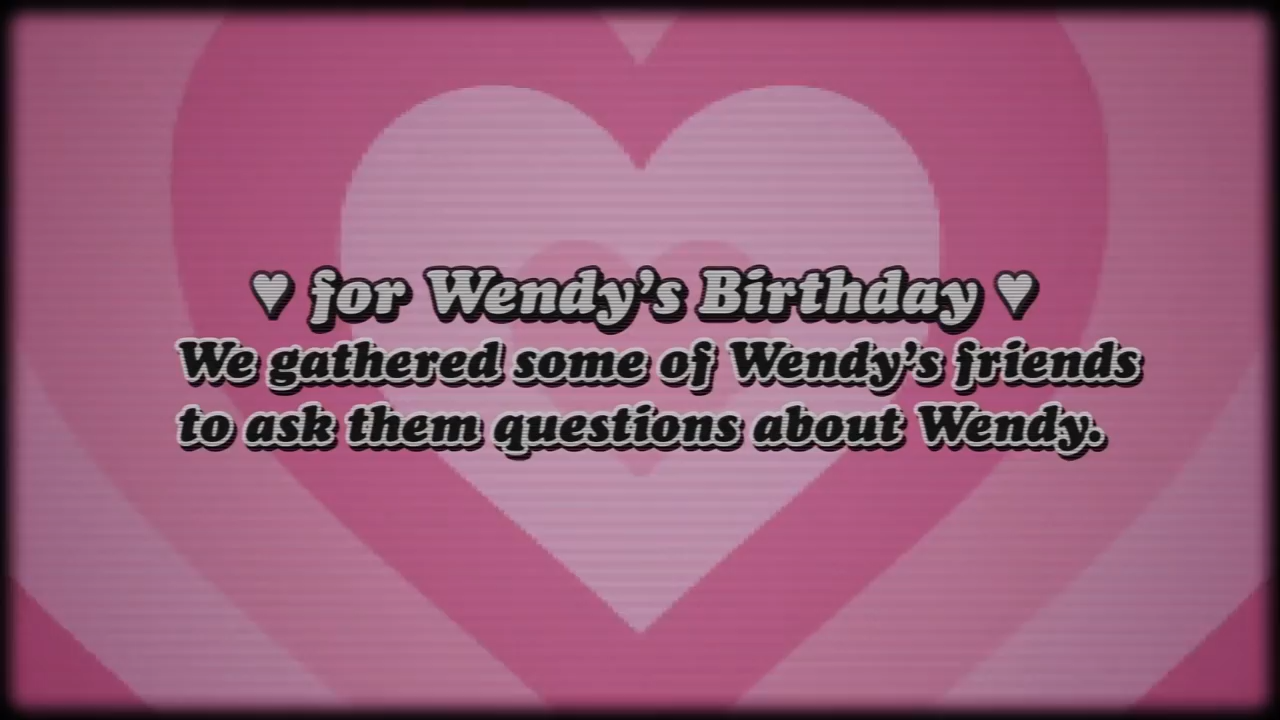 ♥ for Wendy's Birthday ♥
We gathered some of Wendy's friends
to ask them questions about Wendy.